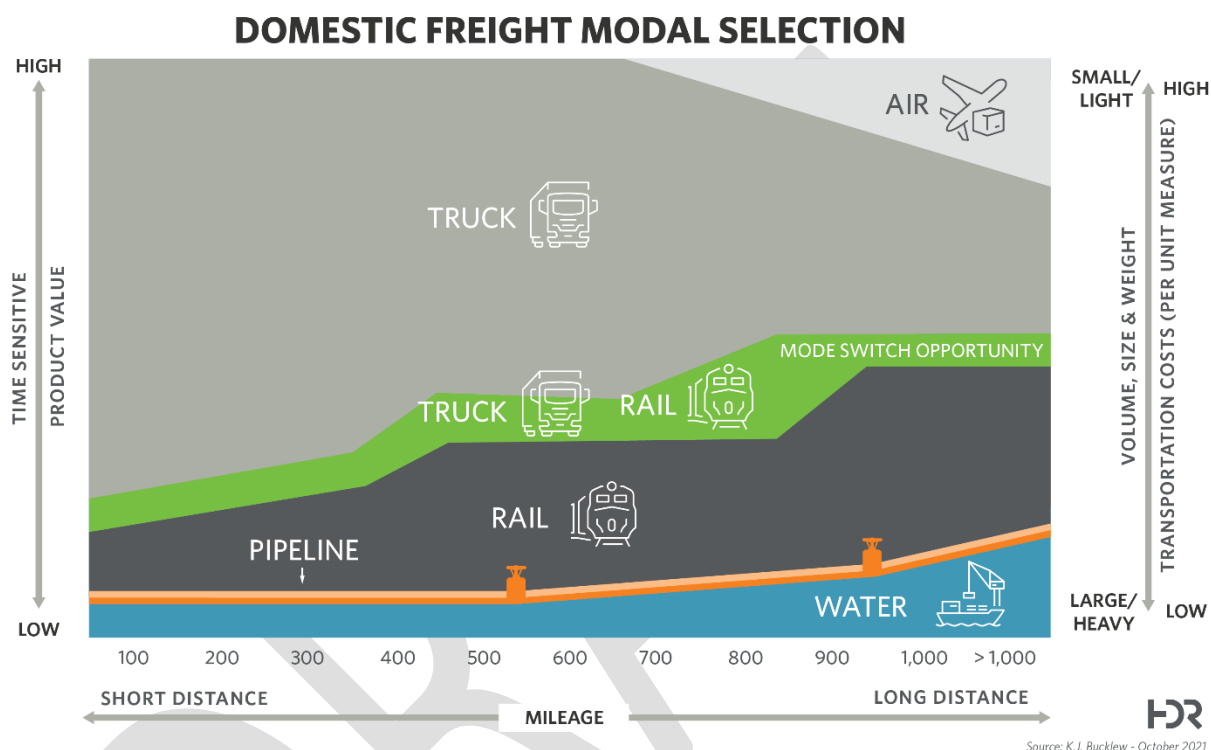 DOMESTIC FREIGHT MODAL SELECTION
HIGH
TIME SENSITIVE
PRODUCT VALUE
LOW
AIR
TRUCK
MODE SWITCH OPPORTUNITY
TRUCK
RAIL
RAIL
PIPELINE
WATER
SMALL/
LIGHT
HIGH
VOLUME, SIZE & WEIGHT
TRANSPORTATION COSTS (PER UNIT MEASURE)
LARGE/
HEAVY
LOW
100 200 300 400 500 600 700 800 900 1,000 > 1,000
SHORT DISTANCE
LONG DISTANCE
MILEAGE
HDR
Source: K.J. Bucklew - October 2021